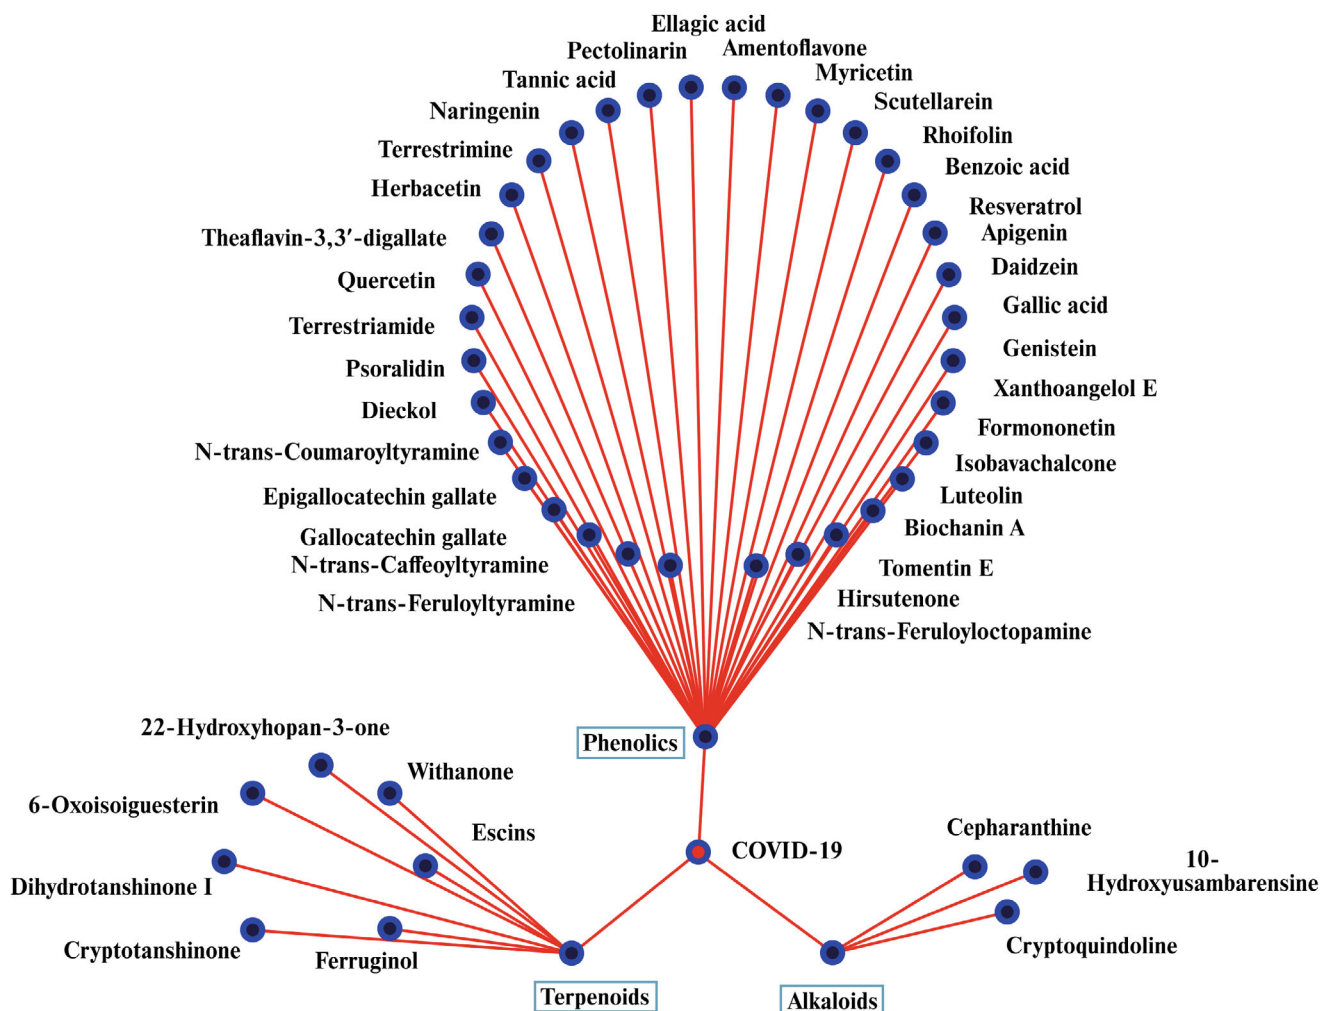 Ellagic acid
Pectolinarin
Amentoflavone
Tannic acid
Myricetin
Naringenin
Scutellarein
Terrestrimine
Rhoifolin
Herbacetin
Benzoic acid
Theaflavin-3,3′-digallate
Resveratrol
Apigenin
Quercetin
Daidzein
Terrestriamide
Gallic acid
Psoralidin
Genistein
Dieckol
Xanthoangelol E
N-trans-Coumaroyltyramine
Formononetin
Epigallocatechin gallate
Isobavachalcone
Gallocatechin gallate
Luteolin
N-trans-Caffeoyltyramine
Biochanin A
N-trans-Feruloyltyramine
Tomentin E
Hirsutenone
N-trans-Feruloyloctopamine
Phenolics
22-Hydroxyhopan-3-one
Withanone
6-Oxoisoiguesterin
Escins
Dihydrotanshinone I
Cryptotanshinone
Ferruginol
Terpenoids
COVID-19
Cepharanthine
10-
Hydroxyusambarensine
Cryptoquindoline
Alkaloids